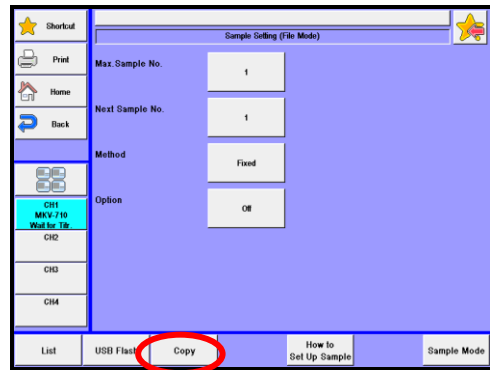 Shortcut
Sample Setting (File Mode)
Print
Max.Sample No.
1
Home
Next Sample No.
1
Back
Method
Fixed
Option
Off
CH1
MKV-710
Wait for Titr.
CH2
CH3
CH4
List
USB Flash
Copy
How to
Set Up Sample
Sample Mode